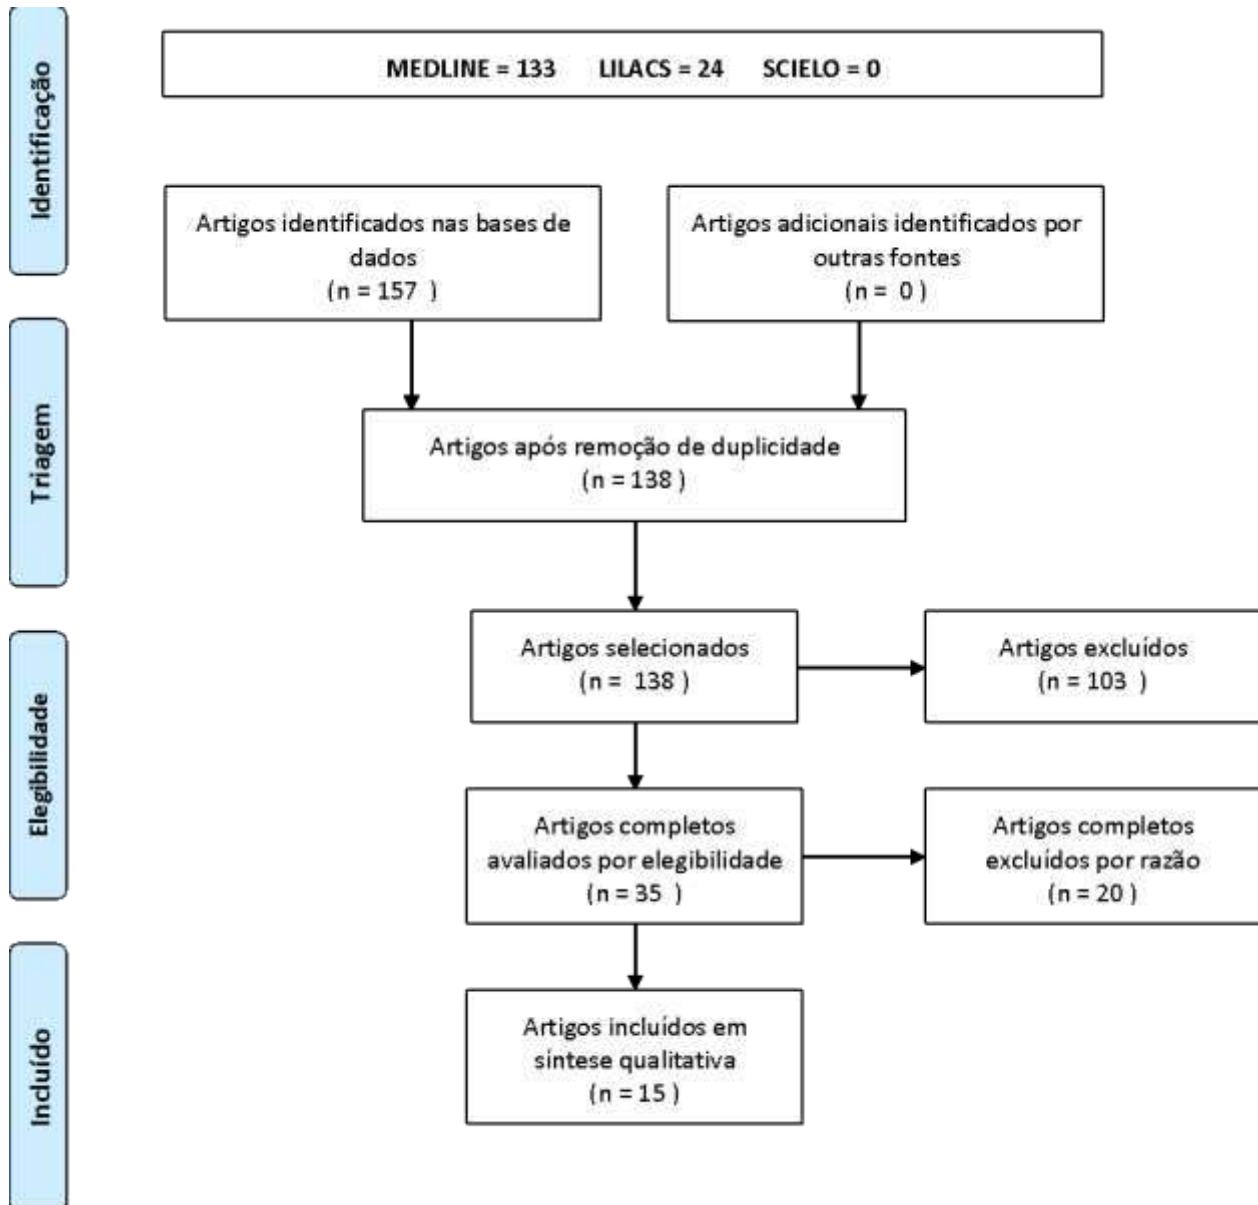 Identificação
MEDLINE = 133 LILACS = 24 SCIELO = 0
Artigos identificados nas bases de
dados
(n = 157 )
Artigos adicionais identificados por
outras fontes
(n = 0 )
Triagem
Artigos após remoção de duplicidade
(n = 138 )
Elegibilidade
Artigos selecionados
(n = 138 )
Artigos excluídos
(n = 103 )
Artigos completos
avaliados por elegibilidade
(n = 35 )
Artigos completos
excluídos por razão
(n = 20 )
Incluído
Artigos incluídos em
síntese qualitativa
(n = 15 )